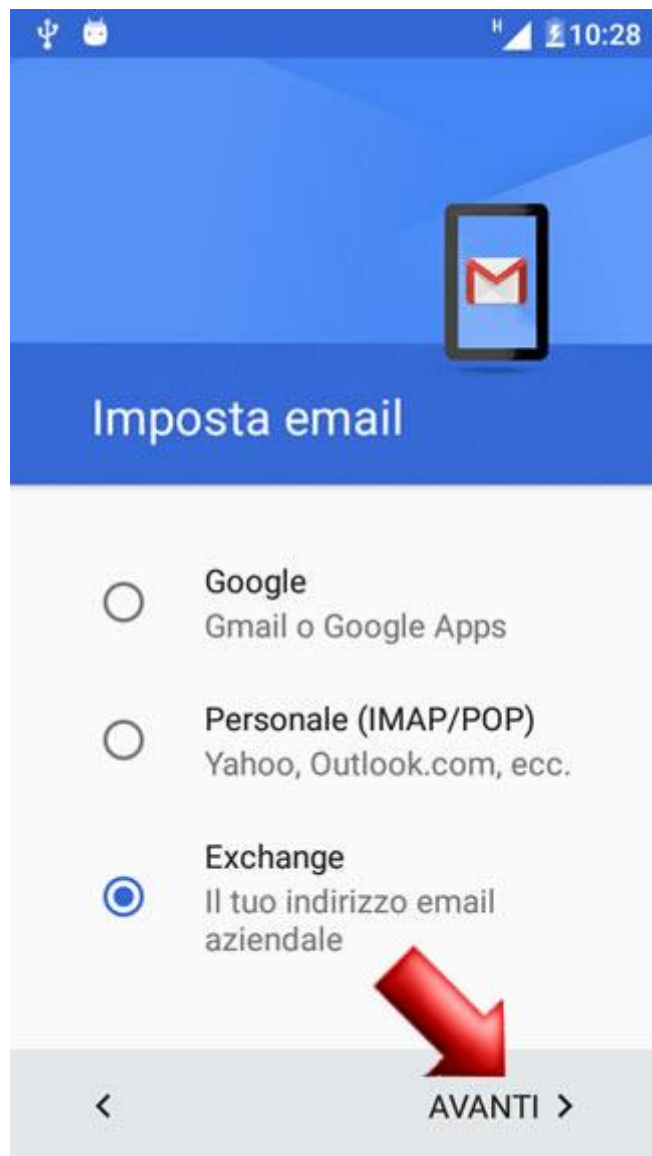 H 10:28
Imposta email
Google
Gmail o Google Apps
Personale (IMAP/POP)
Yahoo, Outlook.com, ecc.
Exchange
Il tuo indirizzo email
aziendale
< AVANTI >